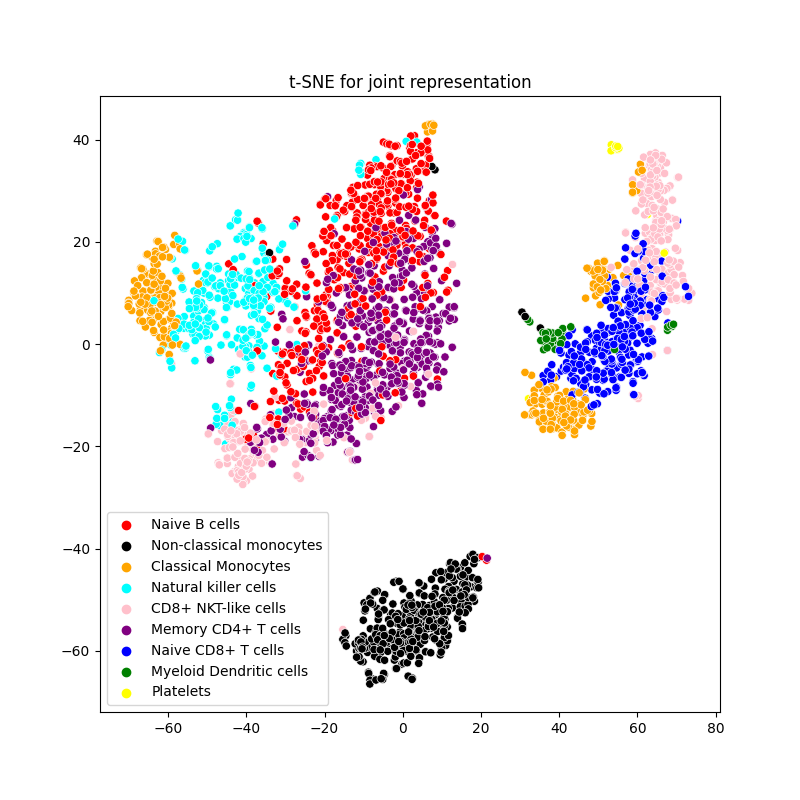 t-SNE for joint representation
40
20
0
−20
−40
−60
Naive B cells
Non-classical monocytes
Classical Monocytes
Natural killer cells
CD8+ NKT-like cells
Memory CD4+ T cells
Naive CD8+ T cells
Myeloid Dendritic cells
Platelets
−60 −40 −20 0 20 40 60 80